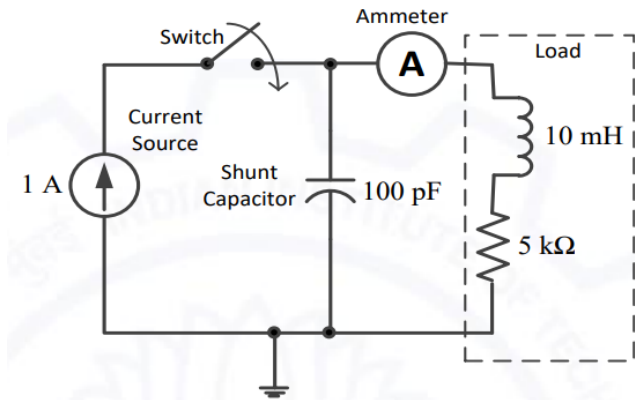 Ammeter
Switch
A
Load
Current
Source
1 A
10 mH
Shunt
Capacitor
100 pF
5 kΩ